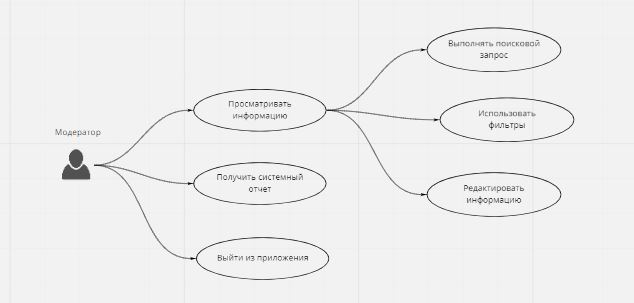 Модератор
Просматривать
информацию
Получить системный
отчет
Выйти из приложения
Выполнять поисковой
запрос
Использовать
фильтры
Редактировать
информацию